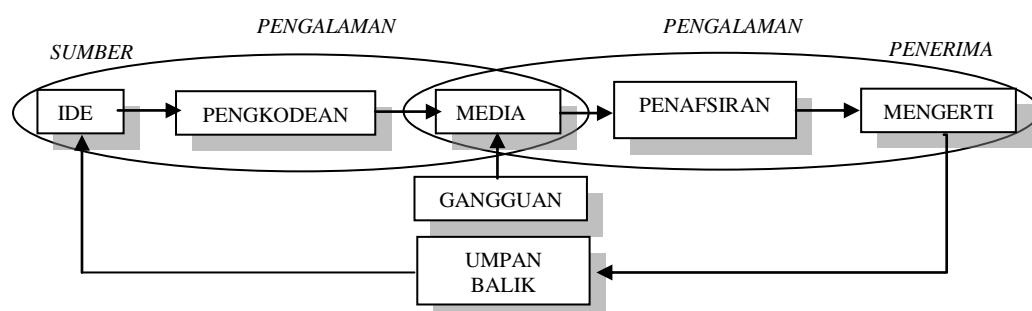 PENGALAMAN
PENGALAMAN
SUMBER
PENERIMA
IDE
PENGKODEAN
MEDIA
PENAFSIRAN
MENGERTI
GANGGUAN
UMPAN
BALIK